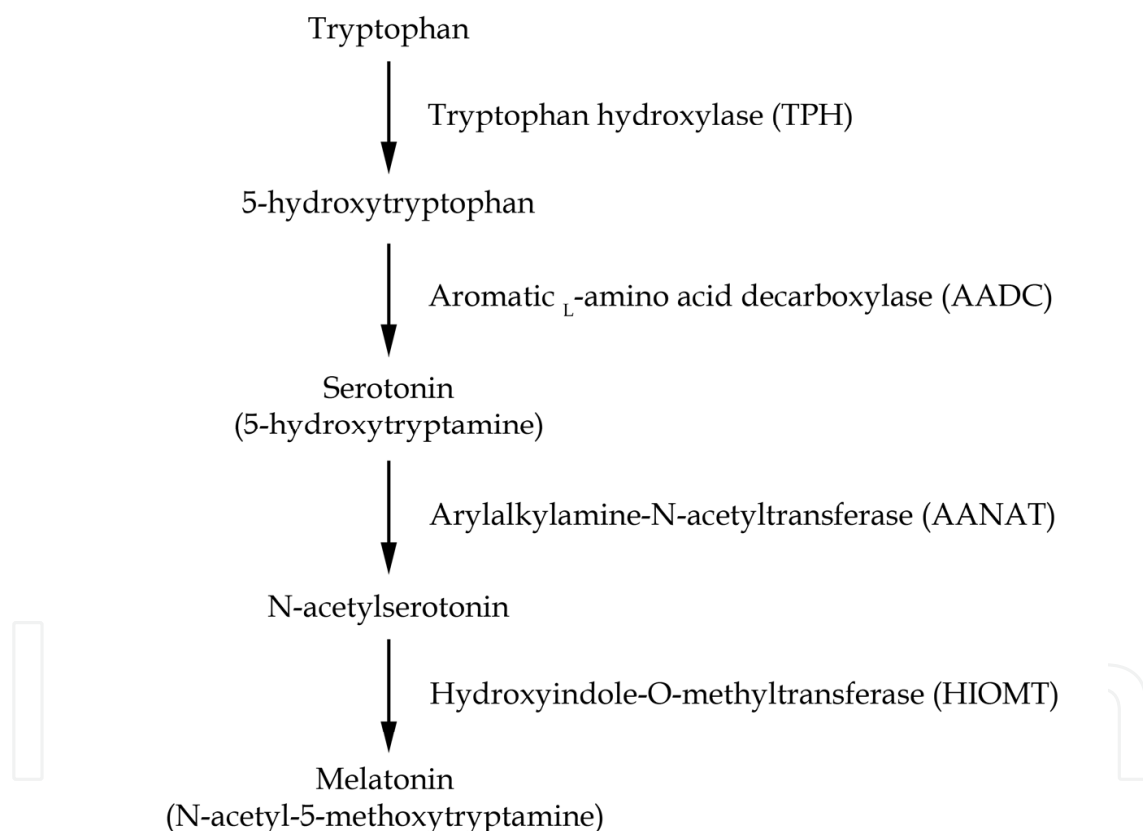 Tryptophan
Tryptophan hydroxylase (TPH)
5-hydroxytryptophan
Aromatic L-amino acid decarboxylase (AADC)
Serotonin
(5-hydroxytryptamine)
Arylalkylamine-N-acetyltransferase (AANAT)
N-acetylserotonin
Hydroxyindole-O-methyltransferase (HIOMT)
Melatonin
(N-acetyl-5-methoxytryptamine)